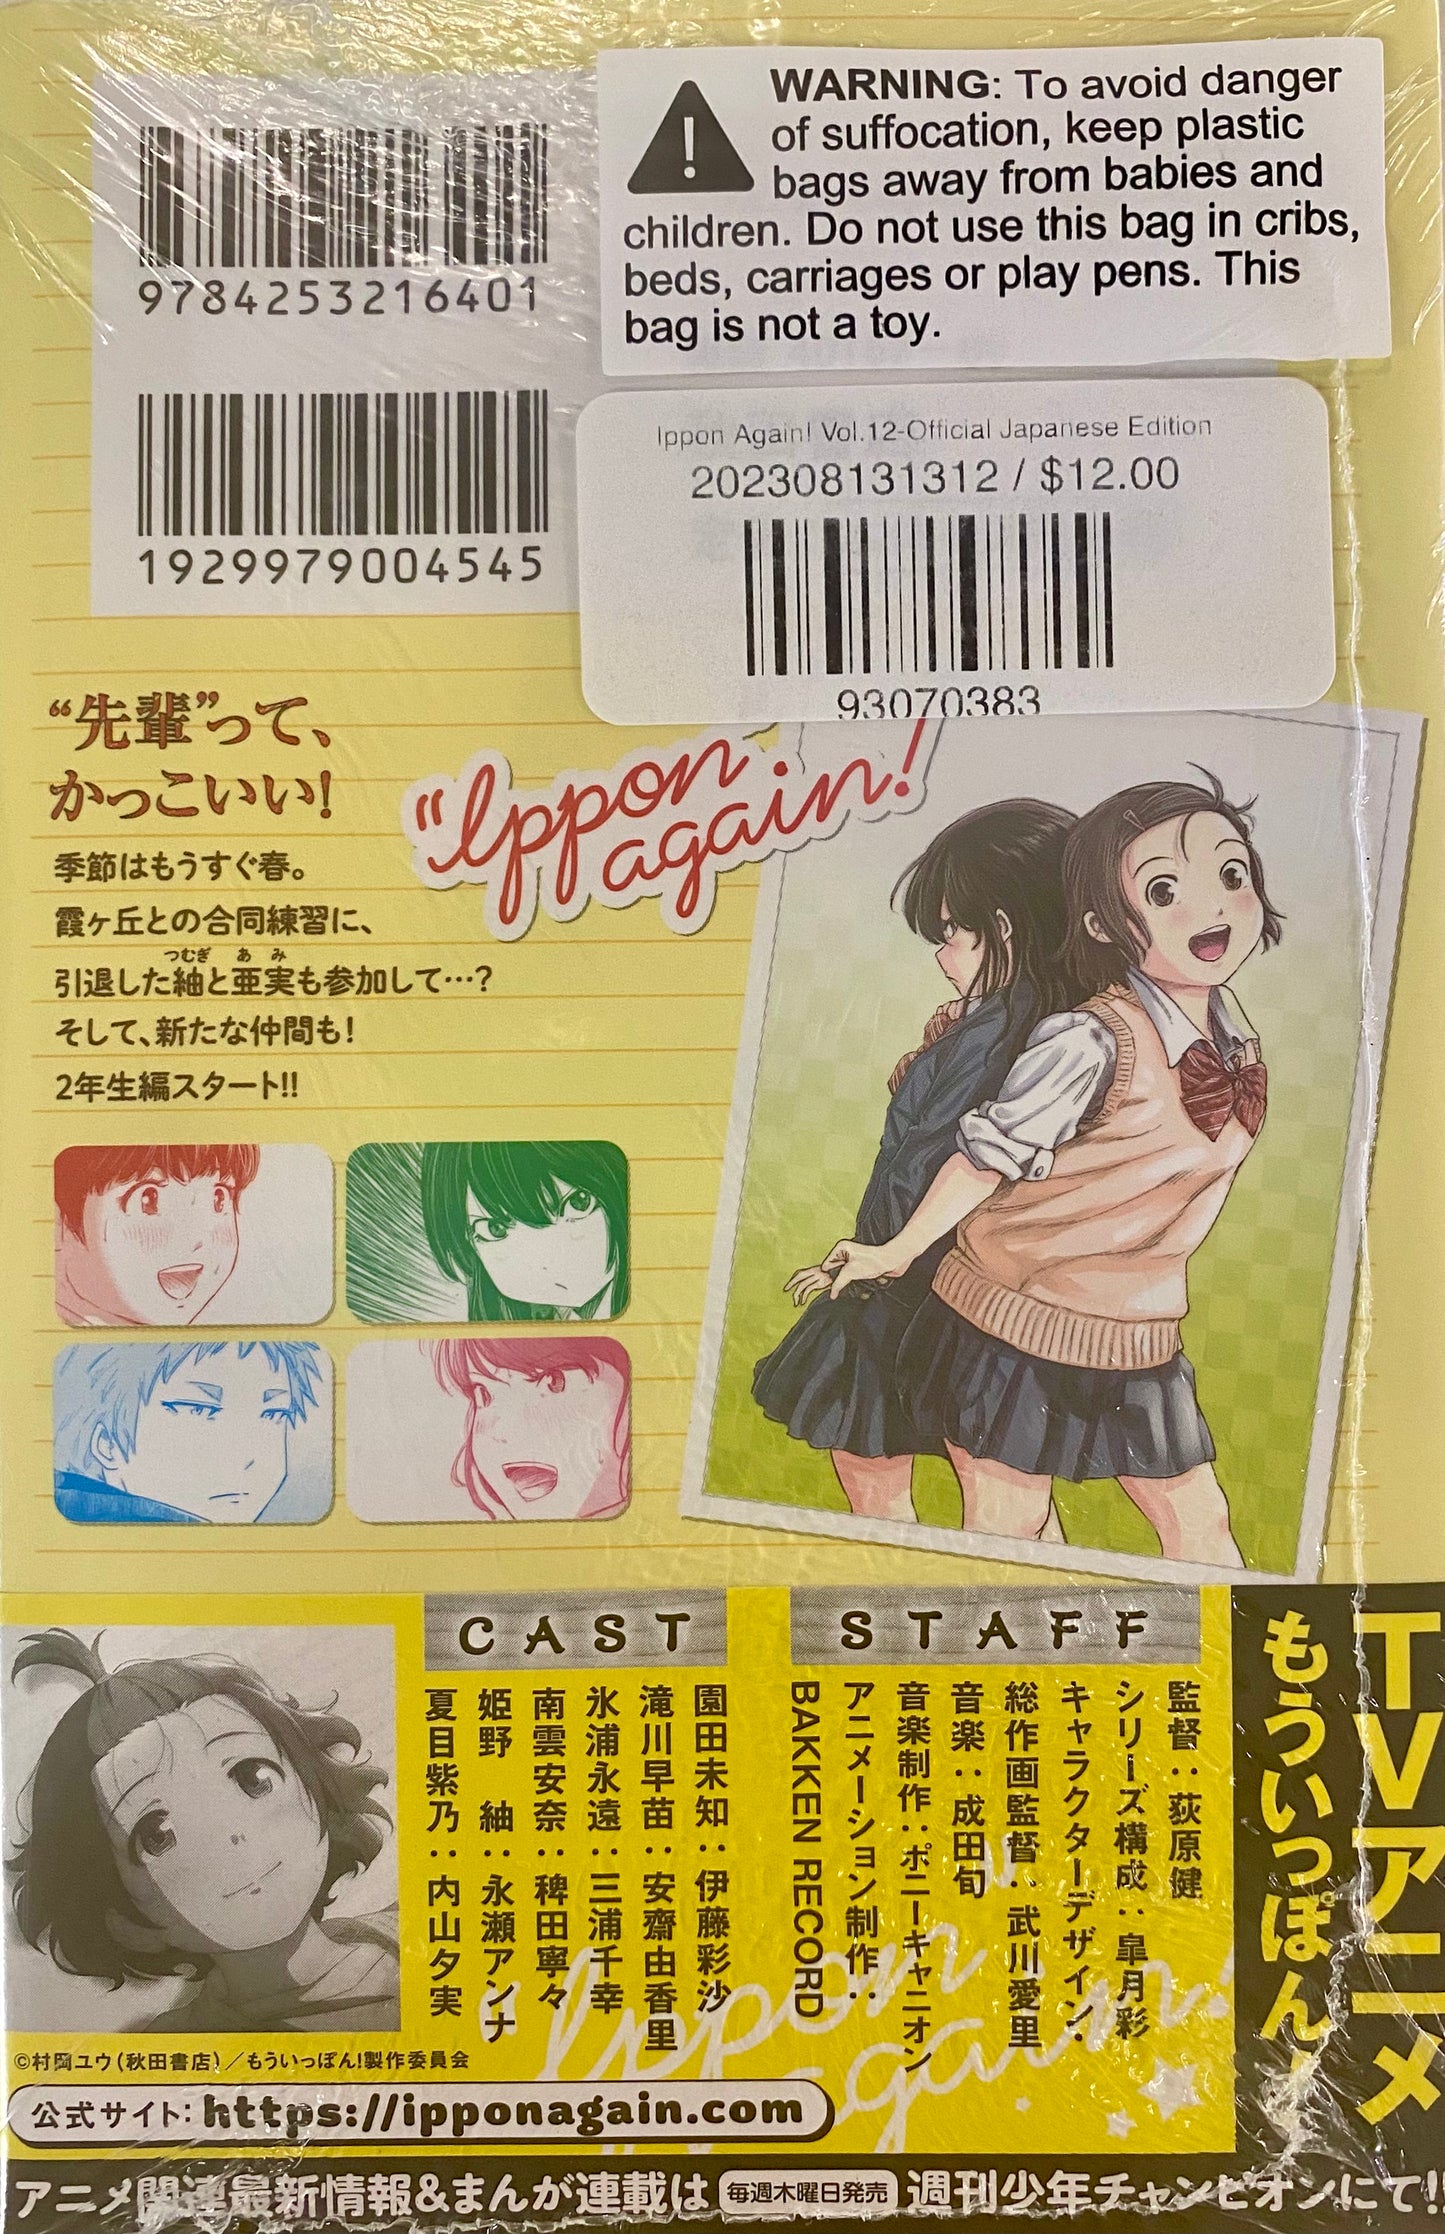 WARNING: To avoid danger
of suffocation, keep plastic
bags away from babies and
children. Do not use this bag in cribs,
beds, carriages or play pens. This
bag is not a toy.
9784253216401
1929979004545
Ippon Again! Vol.12-Official Japanese Edition
202308131312 / $12.00
93070383
“先輩”って、
かっこいい!
季節はもうすぐ春。
霞ヶ丘との合同練習に、
つむぎ あみ
引退した紬と亜実も参加して…?
そして、新たな仲間も!
2年生編スタート!!
"Ippon
again!
TVアニメ
もういっぽん!
STAFF
監督：荻原健
シリーズ構成：皐月彩
キャラクターデザイン・
総作画監督：武川愛里
音楽：成田旬
音楽制作：ポニーキャニオン
アニメーション制作：
BAKKEN RECORD
CAST
園田未知：伊藤彩沙
滝川早苗：安齋由香里
氷浦永遠：三浦千幸
南雲安奈：稗田寧々
姫野 紬：永瀬アンナ
夏目紫乃：内山夕実
"Ippon
again!
©村岡ユウ(秋田書店)／もういっぽん!製作委員会
公式サイト: https://ipponagain.com
アニメ関連最新情報&まんが連載は 毎週木曜日発売 週刊少年チャンピオンにて!!